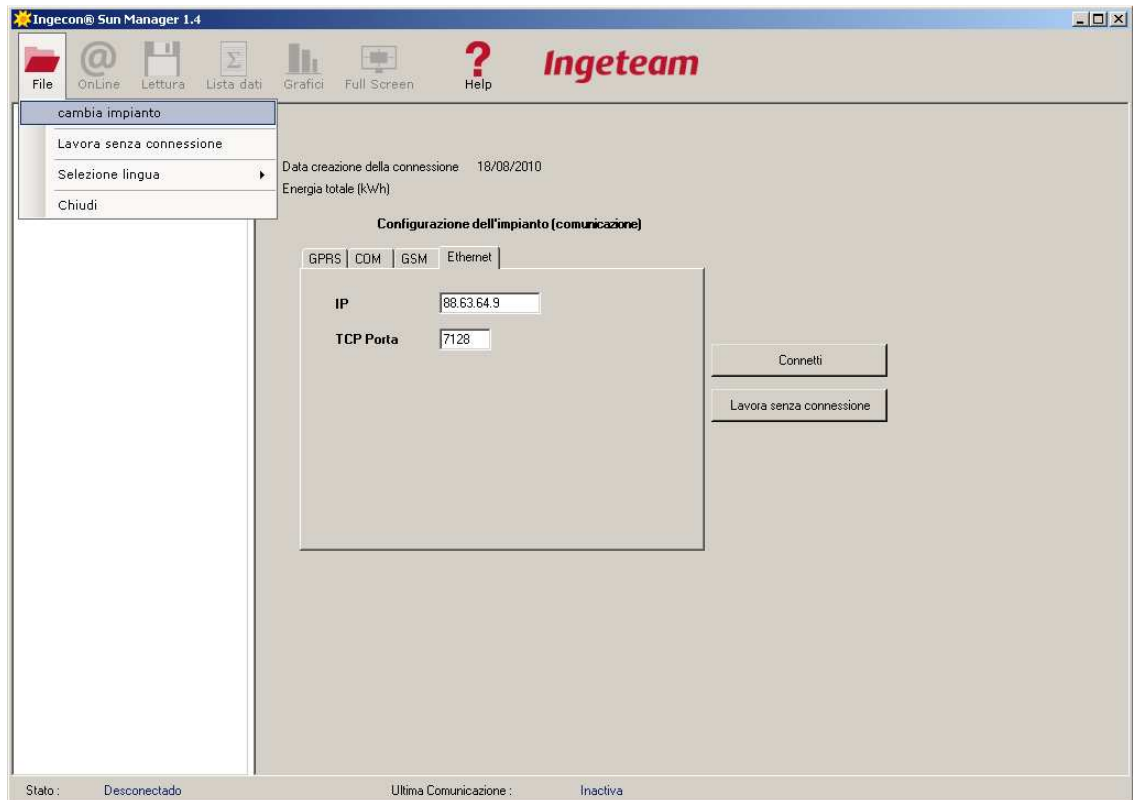 Ingecon® Sun Manager 1.4
File OnLine Lettura Lista dati Grafici Full Screen Help Ingeteam
cambia impianto
Lavora senza connessione
Selezione lingua
Chiudi
Data creazione della connessione 18/08/2010
Energia totale (kWh)
Configurazione dell'impianto (comunicazione)
GPRS COM GSM Ethernet
IP 88.63.64.9
TCP Porta 7128
Connetti
Lavora senza connessione
Stato : Desconectado Ultima Comunicazione : Inactiva